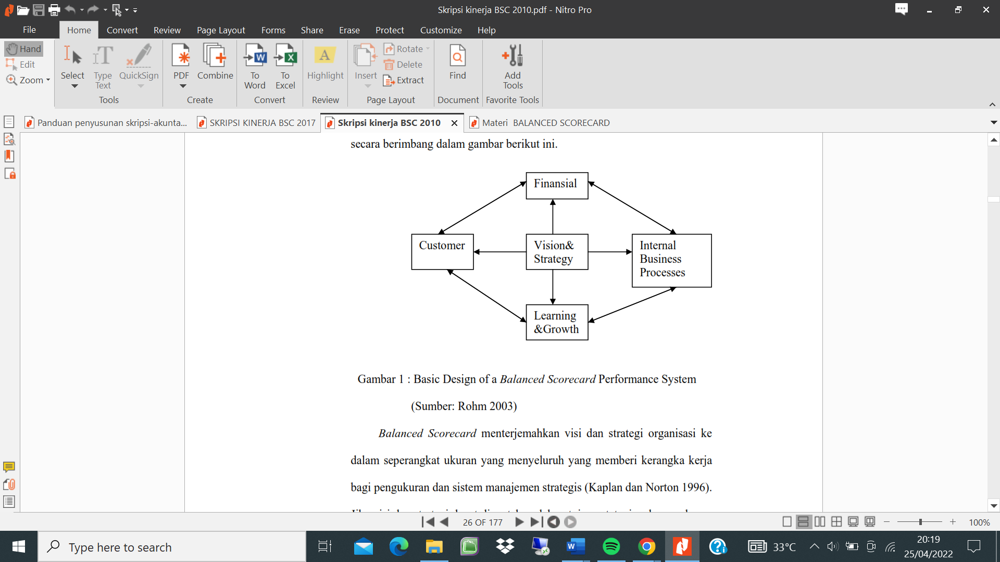 Skripsi kinerja BSC 2010.pdf - Nitro Pro
File Home Convert Review Page Layout Forms Share Erase Protect Customize Help
Hand
Edit
Zoom
Select
Type Text
QuickSign
Tools
PDF
Combine
Create
To Word
To Excel
Convert
Highlight
Review
Insert
Rotate
Delete
Extract
Page Layout
Find
Document
Add Tools
Favorite Tools
Panduan penyusunan skripsi-akunta...
SKRIPSI KINERJA BSC 2017
Skripsi kinerja BSC 2010
Materi BALANCED SCORECARD
secara berimbang dalam gambar berikut ini.
Finansial
Customer
Vision&
Strategy
Internal
Business
Processes
Learning
&Growth
Gambar 1 : Basic Design of a Balanced Scorecard Performance System
(Sumber: Rohm 2003)
Balanced Scorecard menterjemahkan visi dan strategi organisasi ke
dalam seperangkat ukuran yang menyeluruh yang memberi kerangka kerja
bagi pengukuran dan sistem manajemen strategis (Kaplan dan Norton 1996).
26 OF 177
100%
Type here to search
33°C
20:19
25/04/2022